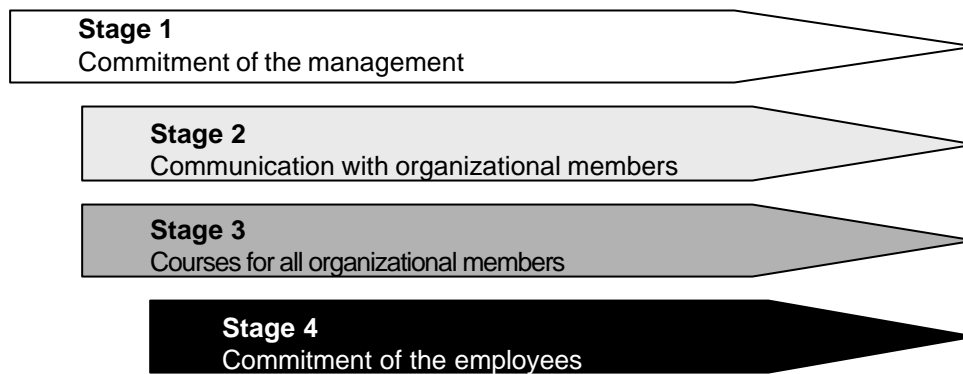 Stage 1
Commitment of the management
Stage 2
Communication with organizational members
Stage 3
Courses for all organizational members
Stage 4
Commitment of the employees